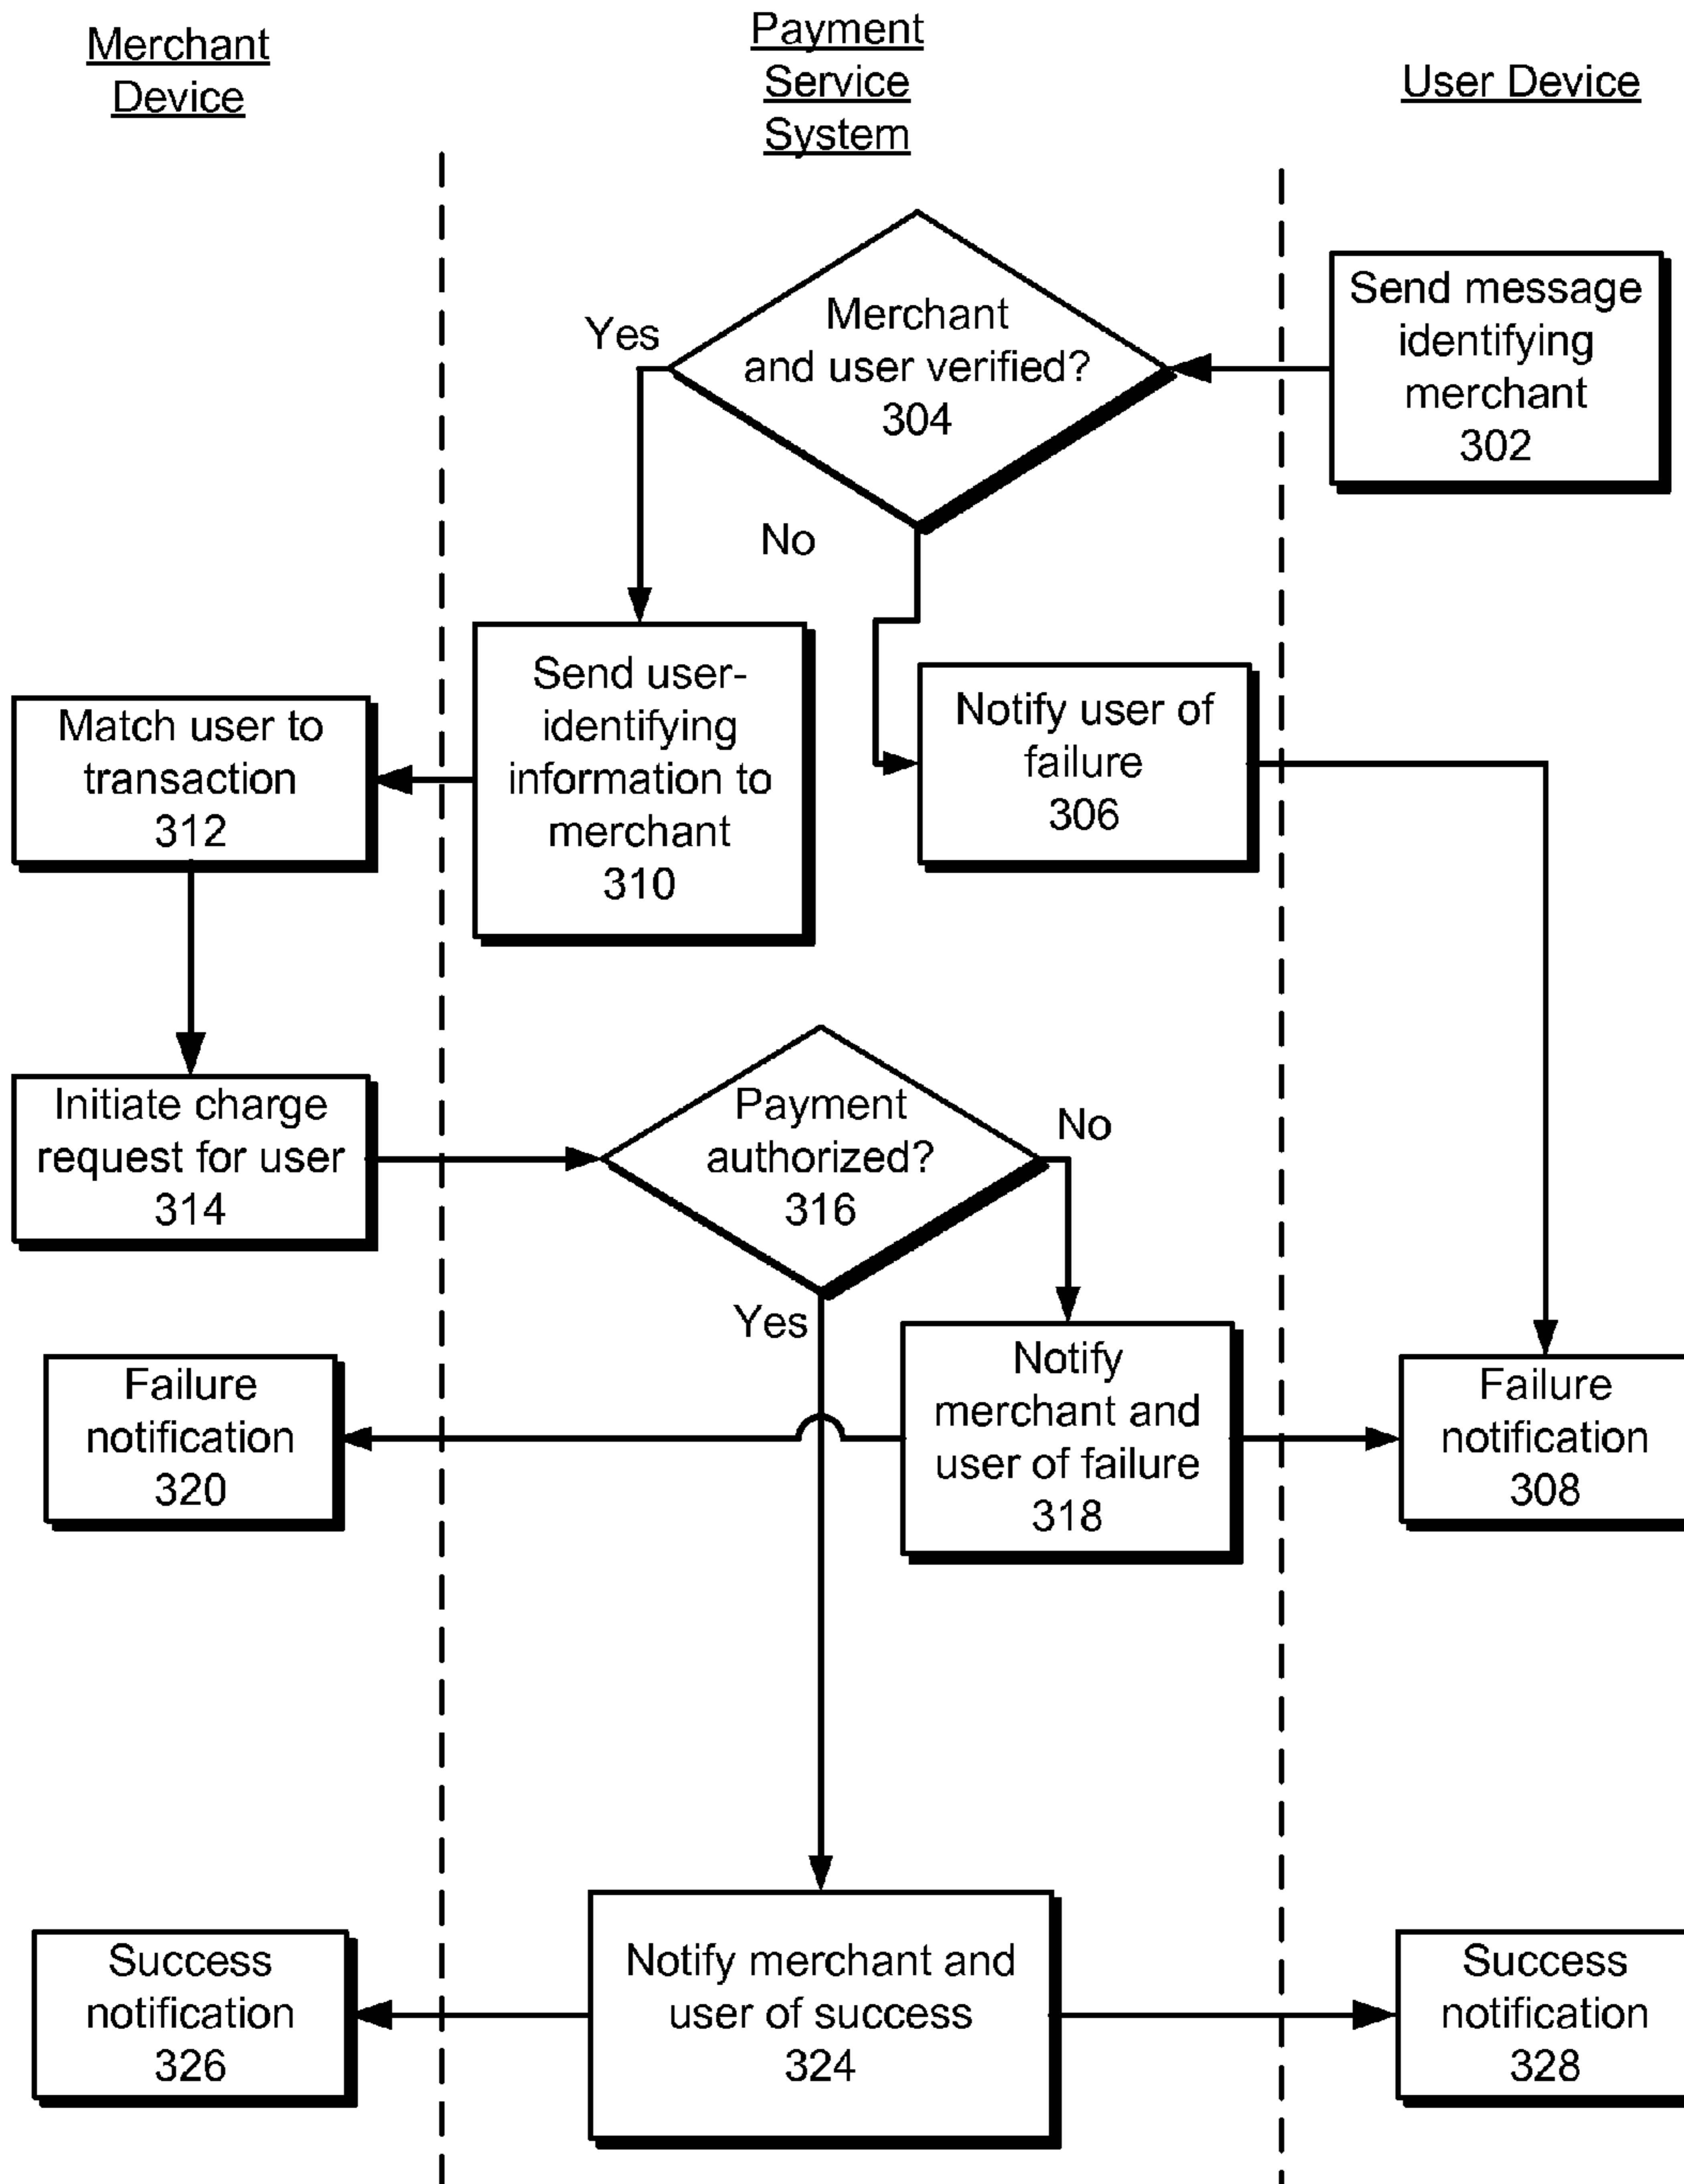 Merchant
Device
Payment
Service
System
User Device
Merchant
and user verified?
304
Yes
No
Send message
identifying
merchant
302
Send user-
identifying
information to
merchant
310
Notify user of
failure
306
Match user to
transaction
312
Initiate charge
request for user
314
Payment
authorized?
316
No
Yes
Failure
notification
320
Notify
merchant and
user of failure
318
Failure
notification
308
Success
notification
326
Notify merchant and
user of success
324
Success
notification
328